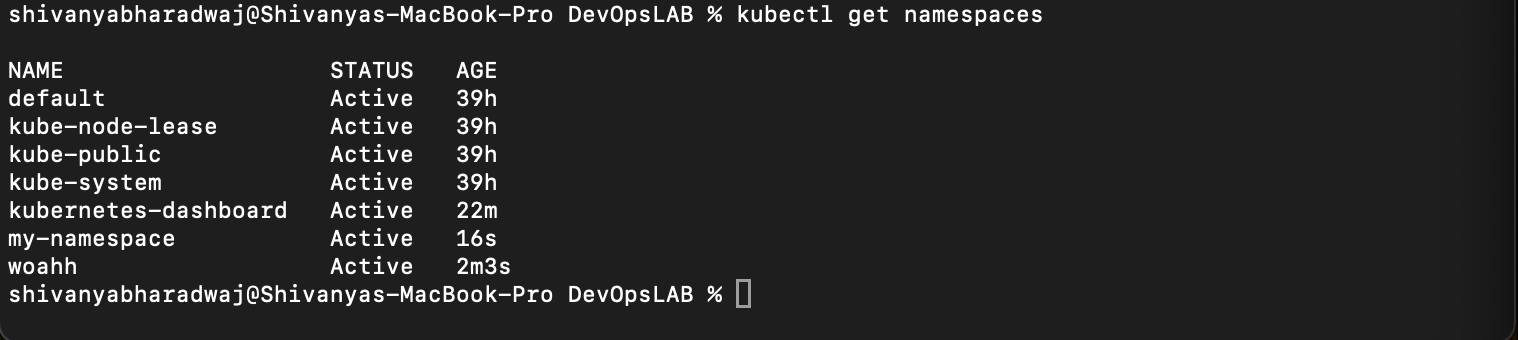 shivanyabharadwaj@Shivanyas-MacBook-Pro DevOpsLAB % kubectl get namespaces
NAME                   STATUS   AGE
default                Active   39h
kube-node-lease        Active   39h
kube-public            Active   39h
kube-system            Active   39h
kubernetes-dashboard   Active   22m
my-namespace           Active   16s
woahh                  Active   2m3s
shivanyabharadwaj@Shivanyas-MacBook-Pro DevOpsLAB %